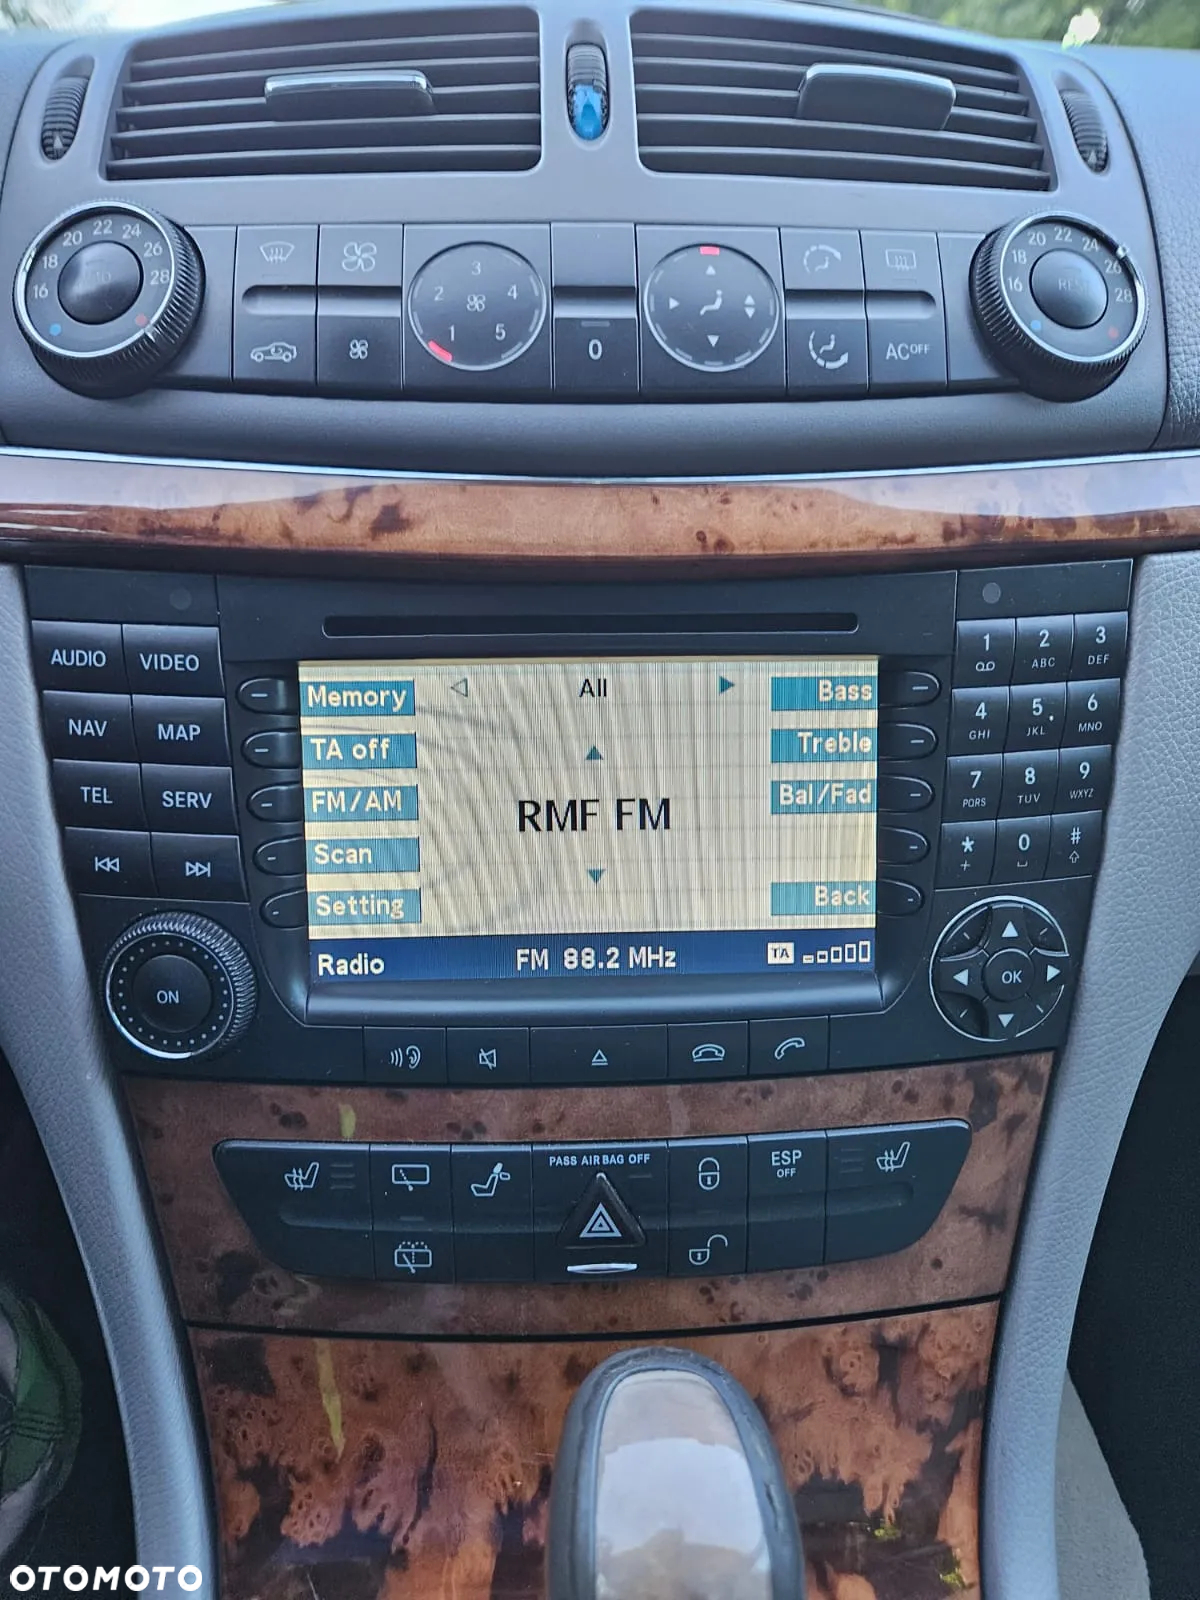 16 18 20 22 24 26 28
3
2 4
1 5
0
AC OFF
16 18 20 22 24 26 28
REST
AUDIO VIDEO
NAV MAP
TEL SERV
ON
Memory
TA off
FM/AM
Scan
Setting
All
RMF FM
Bass
Treble
Bal/Fad
Back
Radio FM 88.2 MHz TA
1 2 ABC 3 DEF
4 GHI 5 JKL 6 MNO
7 PQRS 8 TUV 9 WXYZ
* + 0 #
OK
PASS AIR BAG OFF
ESP
OFF
OTOMOTO